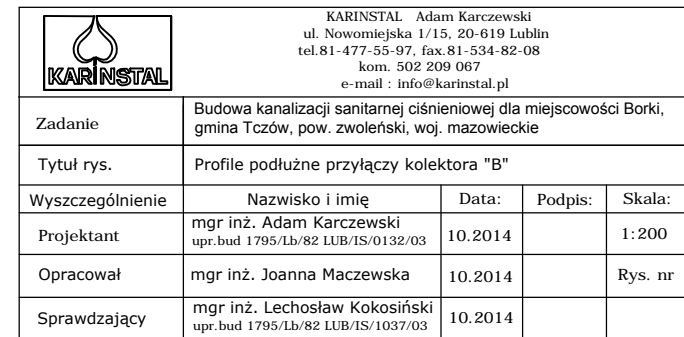 KARINSTAL
KARINSTAL Adam Karczewski
ul. Nowomiejska 1/15, 20-619 Lublin
tel.81-477-55-97, fax.81-534-82-08
kom. 502 209 067
e-mail : info@karinstal.pl
Zadanie
Budowa kanalizacji sanitarnej ciśnieniowej dla miejscowości Borki,
gmina Tczów, pow. zwoleński, woj. mazowieckie
Tytuł rys.
Profile podłużne przyłączy kolektora "B"
Wyszczególnienie Nazwisko i imię Data: Podpis: Skala:
Projektant
mgr inż. Adam Karczewski
upr.bud 1795/Lb/82 LUB/IS/0132/03
10.2014 1:200
Opracował mgr inż. Joanna Maczewska 10.2014 Rys. nr
Sprawdzający
mgr inż. Lechosław Kokosiński
upr.bud 1795/Lb/82 LUB/IS/1037/03
10.2014